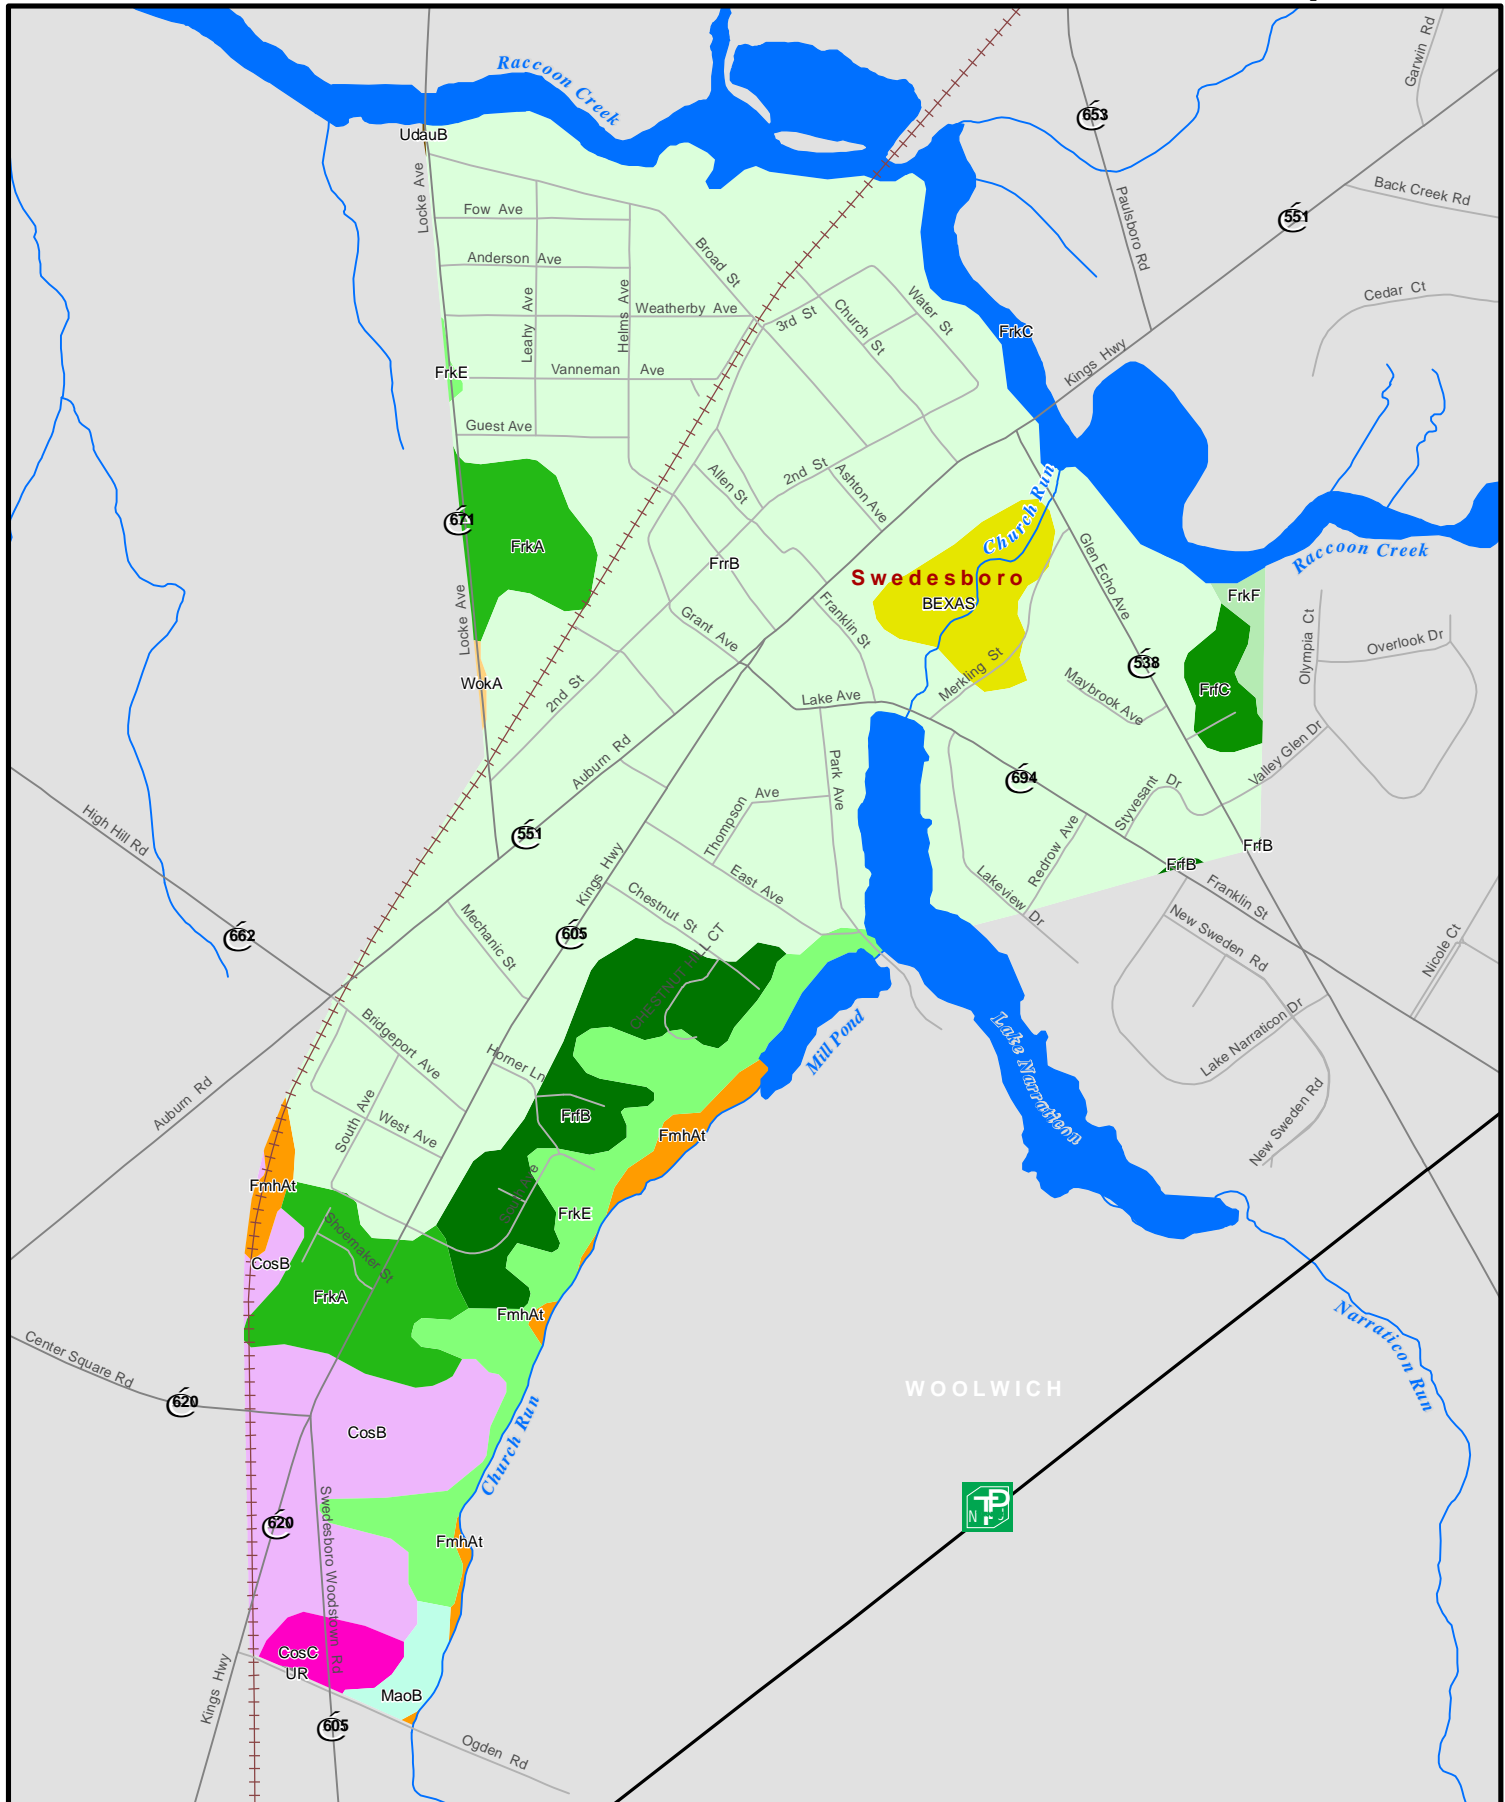 Raccoon Creek
Garwin Rd
653
UdauB
Locke Ave
Back Creek Rd
Paulsboro Rd
551
Fow Ave
Broad St
Anderson Ave
Leahy Ave
Helms Ave
Weatherby Ave
3rd St
Church St
Water St
Cedar Ct
FrkC
Kings Hwy
FrkE
Vanneman Ave
Guest Ave
Allen St
2nd St
Ashton Ave
Church Run
671
FrkA
FrrB
Swedesboro
BEXAS
Glen Echo Ave
Raccoon Creek
FrkF
Locke Ave
Grant Ave
Franklin St
Olympia Ct
Overlook Dr
538
WokA
2nd St
Lake Ave
Merkling St
Maybrook Ave
FrfC
Auburn Rd
Park Ave
694
Valley Glen Dr
High Hill Rd
551
Thompson Ave
Styvesant Dr
Redrow Ave
FrfB
FrfB
Kings Hwy
East Ave
Chestnut St
Lakeview Dr
Franklin St
Mechanic St
605
662
CHESTNUT HILL CT
New Sweden Rd
Nicole Ct
Bridgeport Ave
Mill Pond
Lake Narraticon
Lake Narraticon Dr
Horner Ln
Auburn Rd
South Ave
West Ave
FrfB
FmhAt
New Sweden Rd
FmhAt
FrkE
Shoemaker St
CosB
FrkA
FmhAt
Narraticon Run
Center Square Rd
620
WOOLWICH
Church Run
CosB
Swedesboro Woodstown Rd
620
NJTP
FmhAt
CosC
UR
Kings Hwy
MaoB
605
Ogden Rd